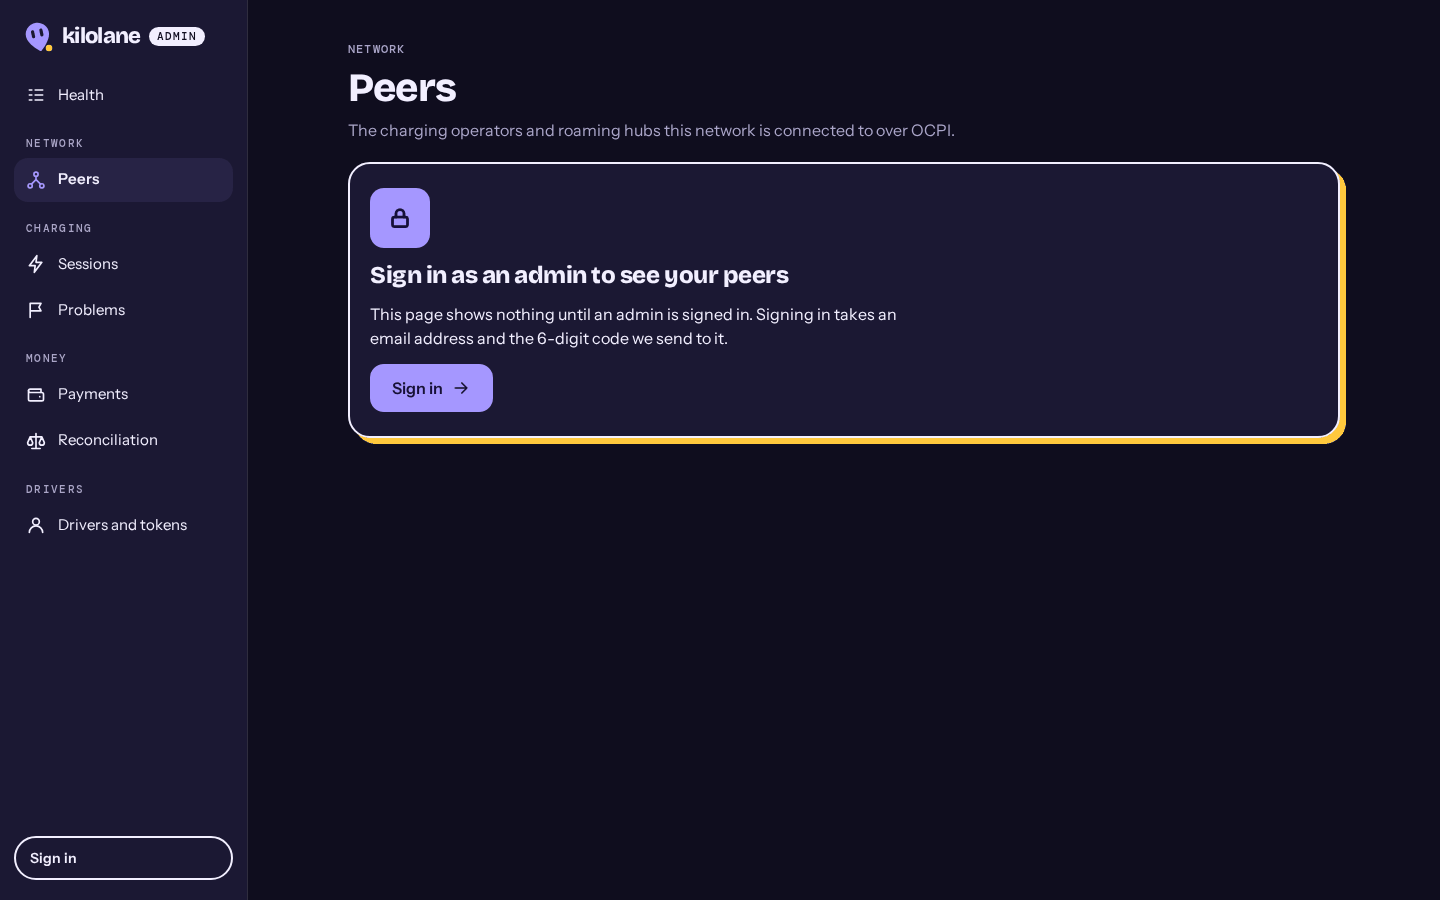 kilolane ADMIN
Health
NETWORK
Peers
CHARGING
Sessions
Problems
MONEY
Payments
Reconciliation
DRIVERS
Drivers and tokens
Sign in
NETWORK
Peers
The charging operators and roaming hubs this network is connected to over OCPI.
Sign in as an admin to see your peers
This page shows nothing until an admin is signed in. Signing in takes an
email address and the 6-digit code we send to it.
Sign in